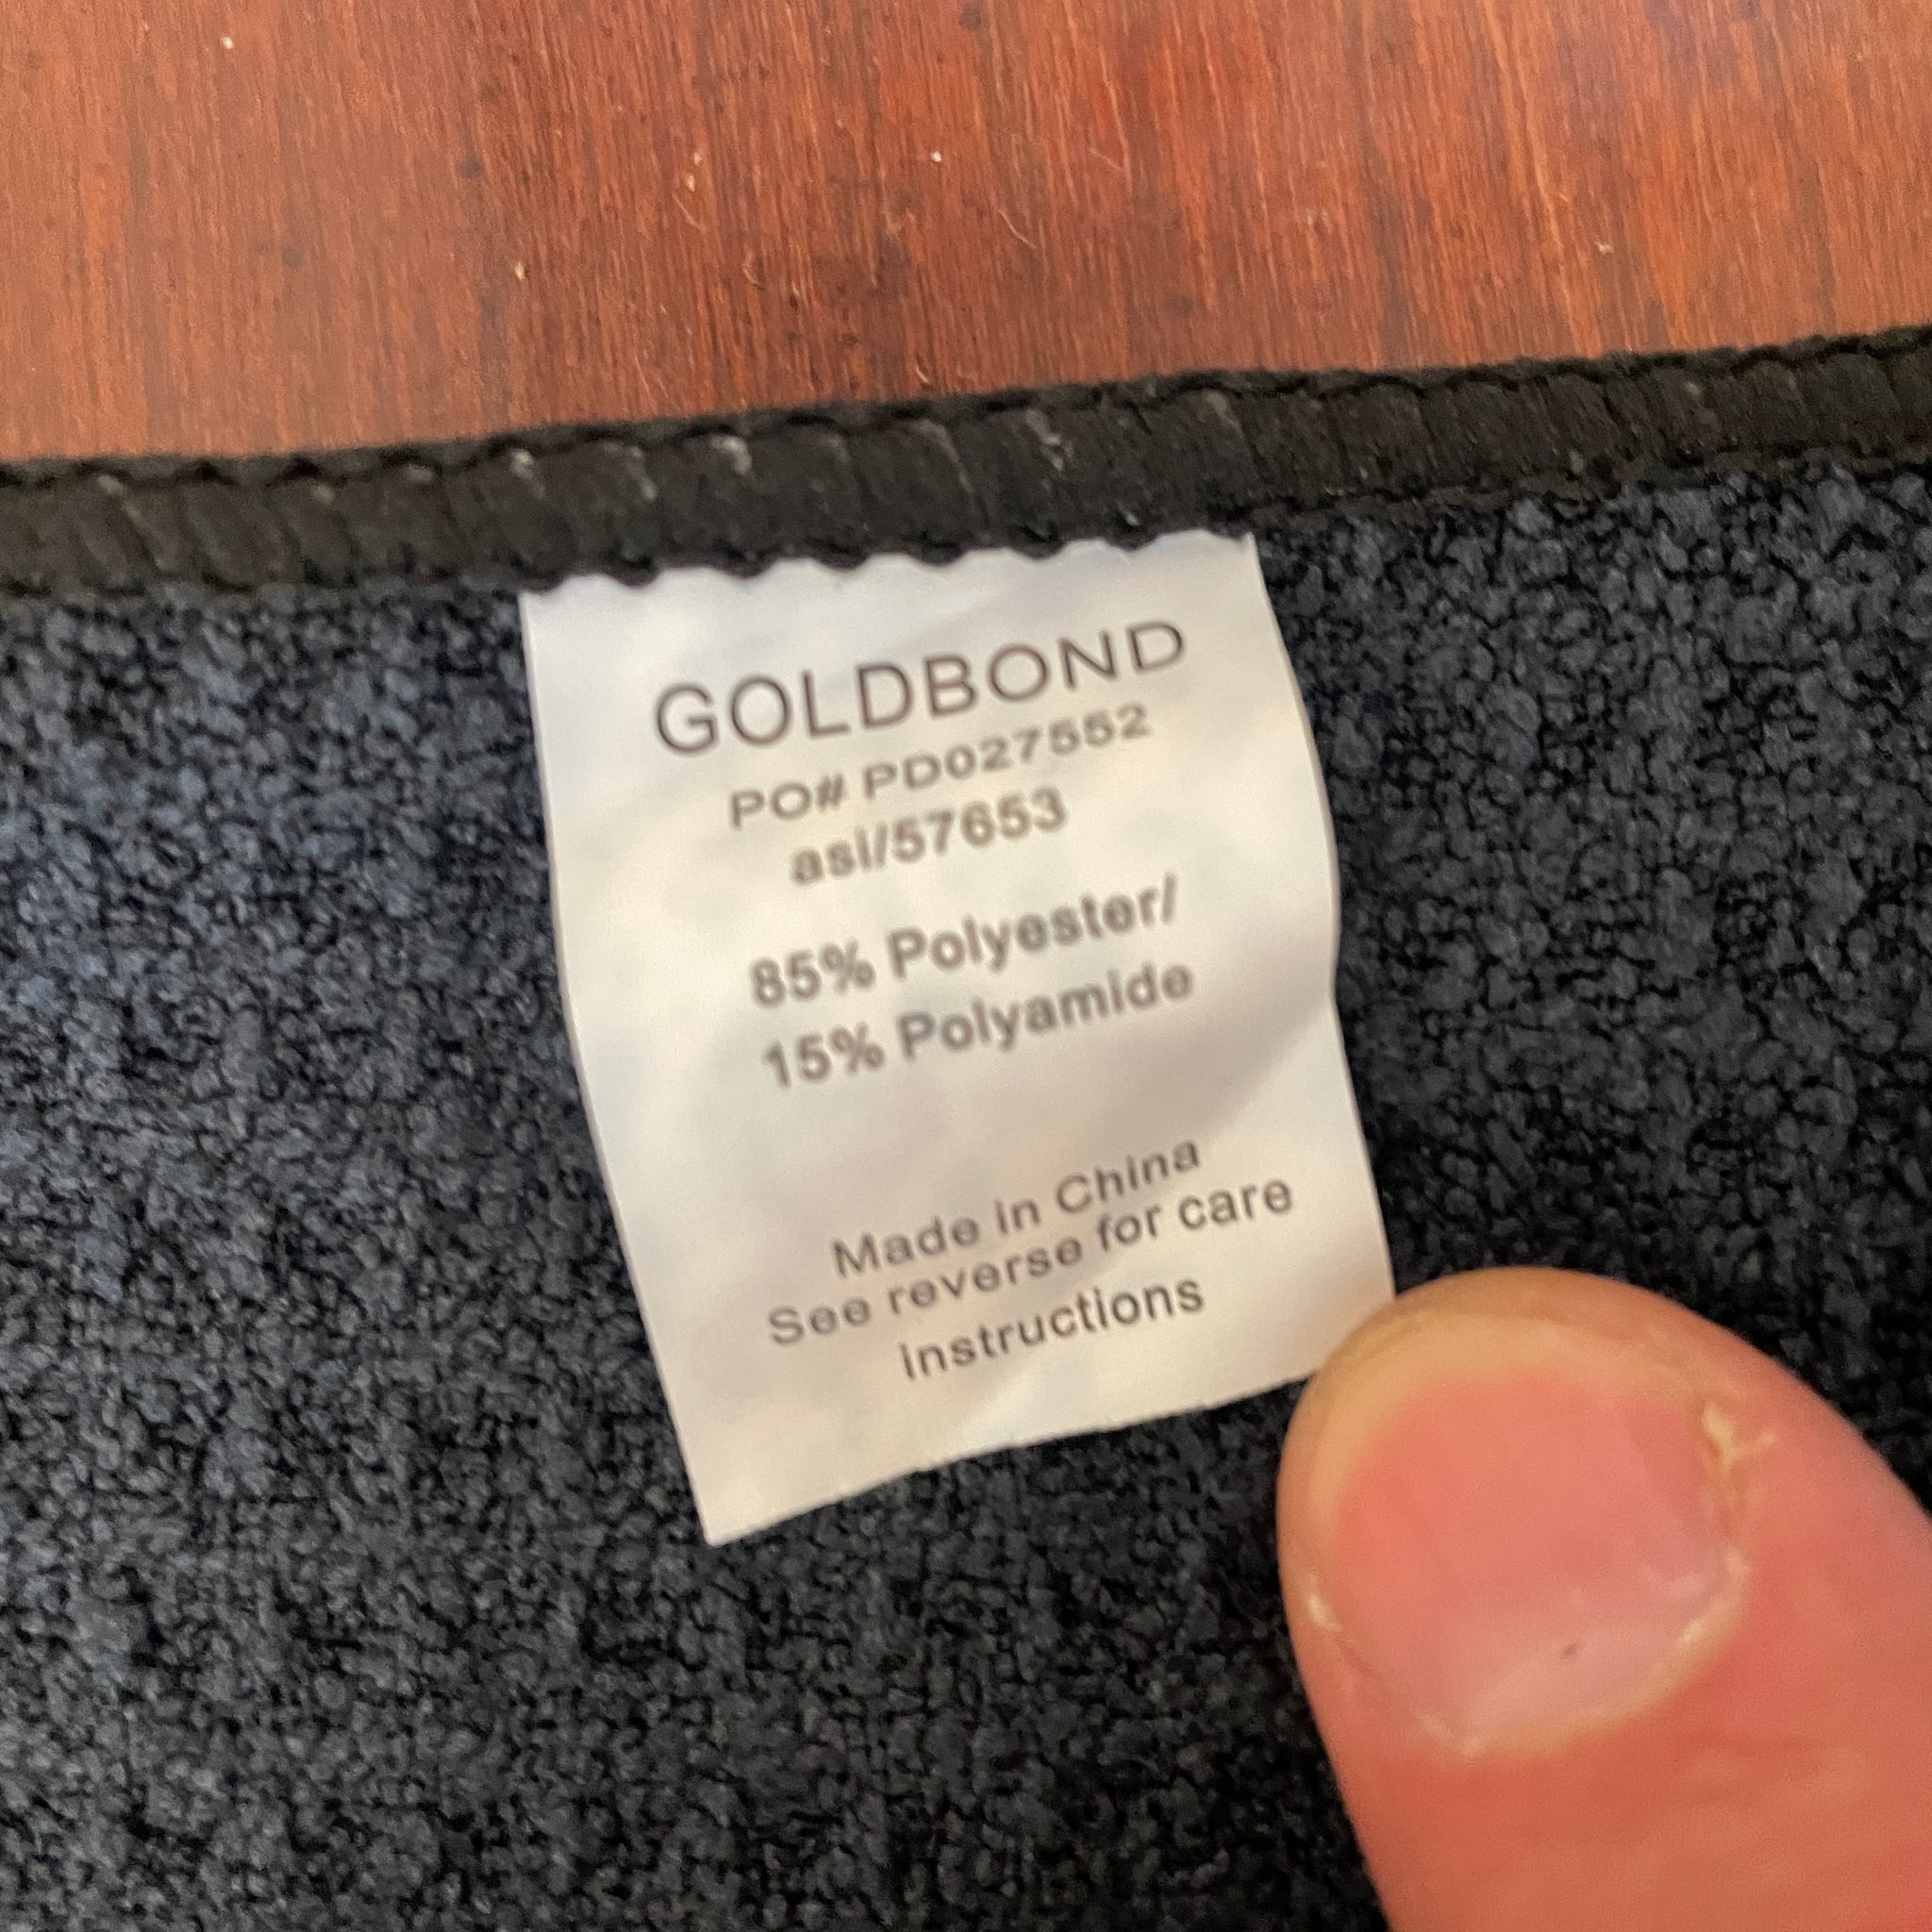 GOLDBOND
PO# PD027552
asi/57653
85% Polyester/
15% Polyamide
Made in China
See reverse for care
instructions